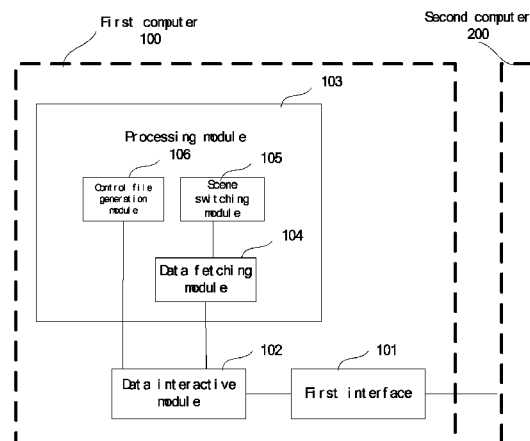 First computer
100
Second computer
200
103
Processing module
106
105
Control file
generation module
Scene
switching
module
104
Data fetching
module
102
101
Data interactive
module
First interface